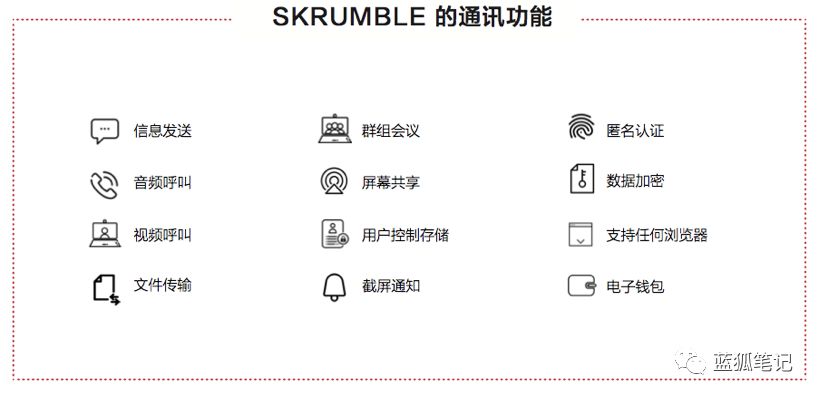 SKRUMBLE 的通讯功能
信息发送 群组会议 匿名认证
音频呼叫 屏幕共享 数据加密
视频呼叫 用户控制存储 支持任何浏览器
文件传输 截屏通知 电子钱包
蓝狐笔记